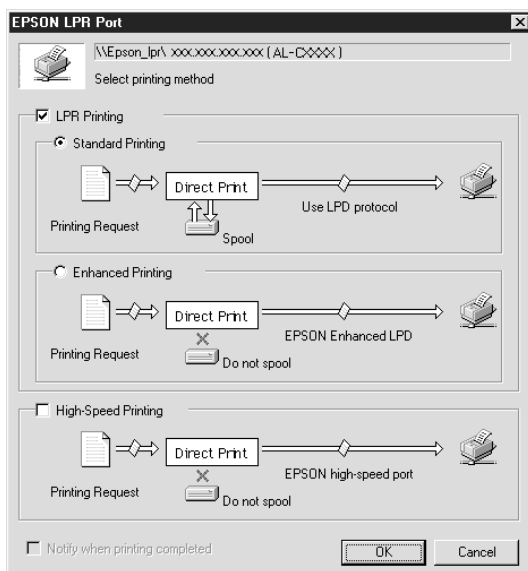 EPSON LPR Port
\\Epson_lpr\ xxx.xxx.xxx.xxx ( AL-CXXXX )
Select printing method
LPR Printing
Standard Printing
Direct Print
Use LPD protocol
Printing Request
Spool
Enhanced Printing
Direct Print
EPSON Enhanced LPD
Printing Request
Do not spool
High-Speed Printing
Direct Print
EPSON high-speed port
Printing Request
Do not spool
Notify when printing completed
OK
Cancel